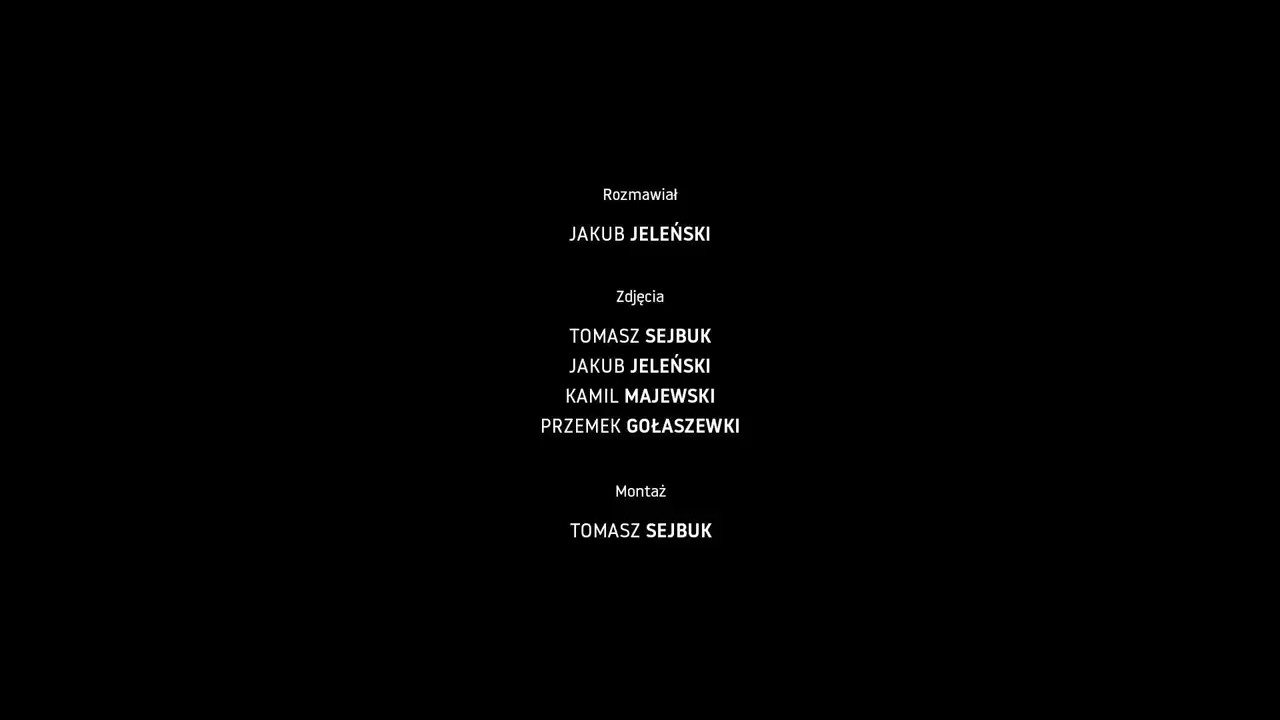 Rozmawiał
JAKUB JELEŃSKI
Zdjęcia
TOMASZ SEJBUK
JAKUB JELEŃSKI
KAMIL MAJEWSKI
PRZEMEK GOŁASZEWKI
Montaż
TOMASZ SEJBUK